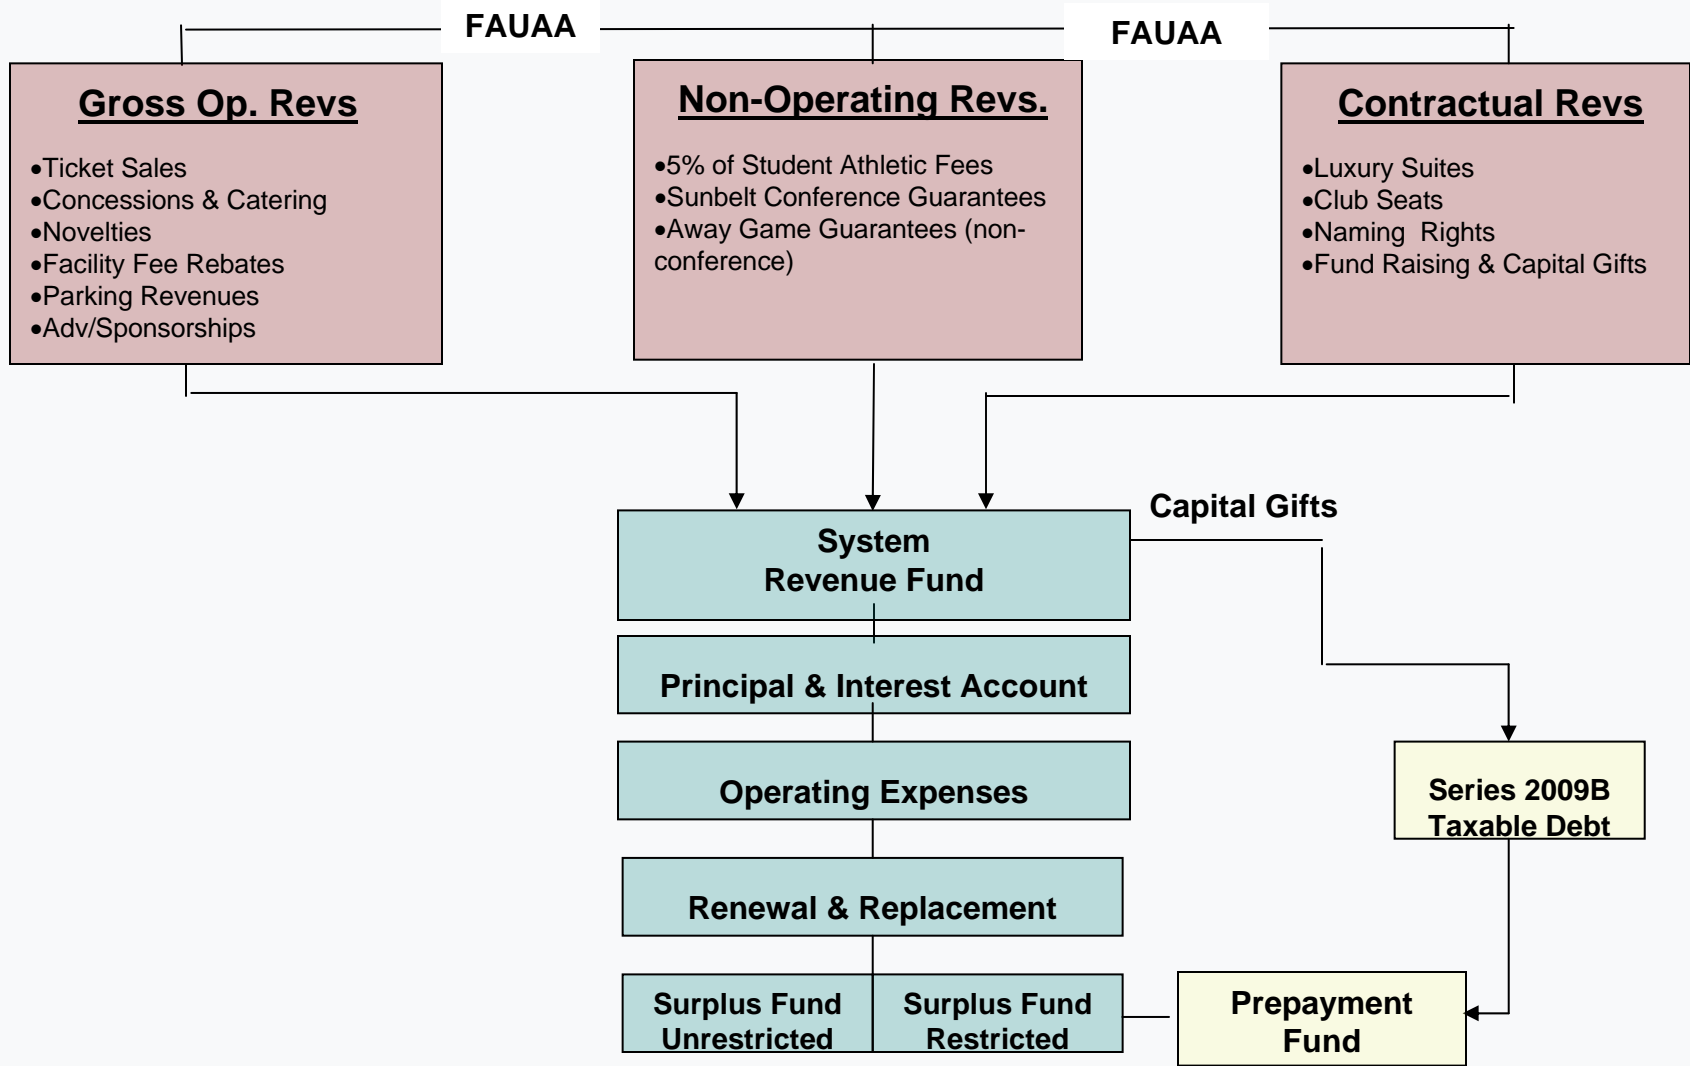 FAUAA
FAUAA
Gross Op. Revs
•Ticket Sales
•Concessions & Catering
•Novelties
•Facility Fee Rebates
•Parking Revenues
•Adv/Sponsorships
Non-Operating Revs.
•5% of Student Athletic Fees
•Sunbelt Conference Guarantees
•Away Game Guarantees (non-
conference)
Contractual Revs
•Luxury Suites
•Club Seats
•Naming Rights
•Fund Raising & Capital Gifts
Capital Gifts
System
Revenue Fund
Principal & Interest Account
Operating Expenses
Series 2009B
Taxable Debt
Renewal & Replacement
Surplus Fund
Unrestricted
Surplus Fund
Restricted
Prepayment
Fund